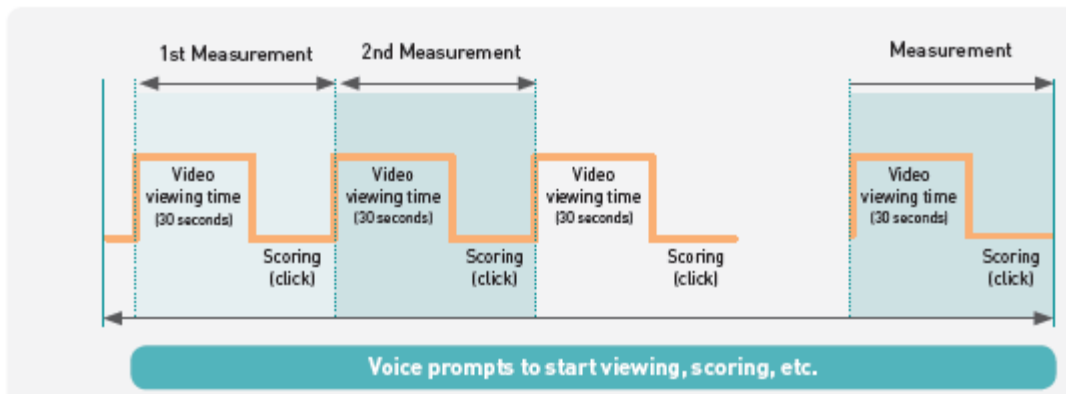 1st Measurement
2nd Measurement
Measurement
Video
viewing time
(30 seconds)
Scoring
(click)
Video
viewing time
(30 seconds)
Scoring
(click)
Video
viewing time
(30 seconds)
Scoring
(click)
Video
viewing time
(30 seconds)
Scoring
(click)
Voice prompts to start viewing, scoring, etc.